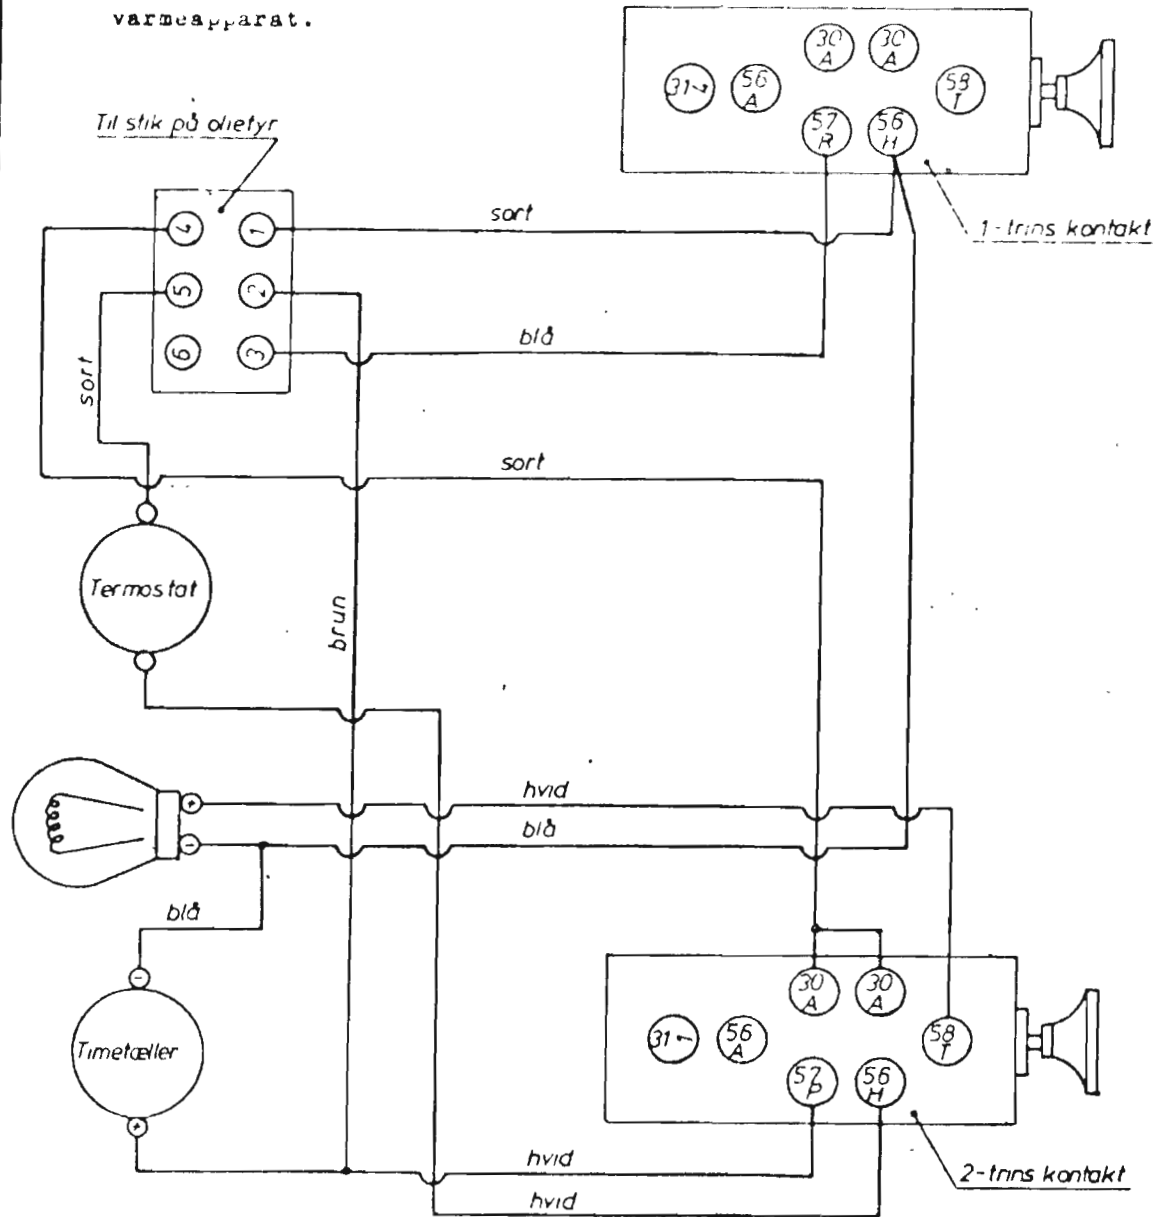 varmeapparat.
Til stik på oliefyr
30
A
30
A
31
56
A
58
T
57
R
56
H
1-trins kontakt
4
1
5
2
6
3
sort
blå
sort
sort
Termostat
brun
+
hvid
-
blå
blå
-
Timetæller
+
30
A
30
A
31
56
A
58
T
57
P
56
H
hvid
2-trins kontakt
hvid